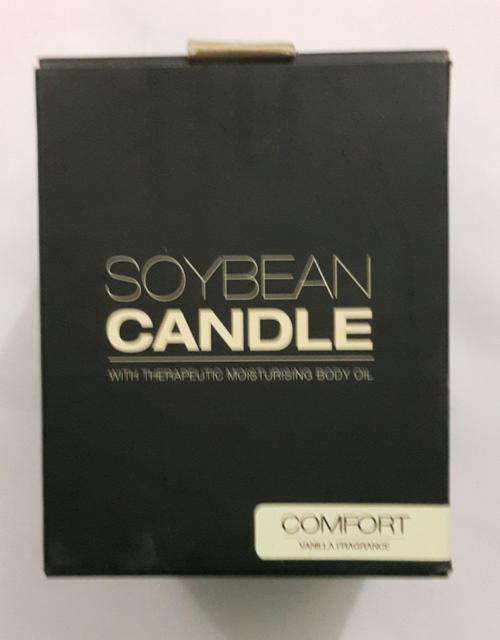 SOYBEAN
CANDLE
WITH THERAPEUTIC MOISTURISING BODY OIL
COMFORT
VANILLA FRAGRANCE